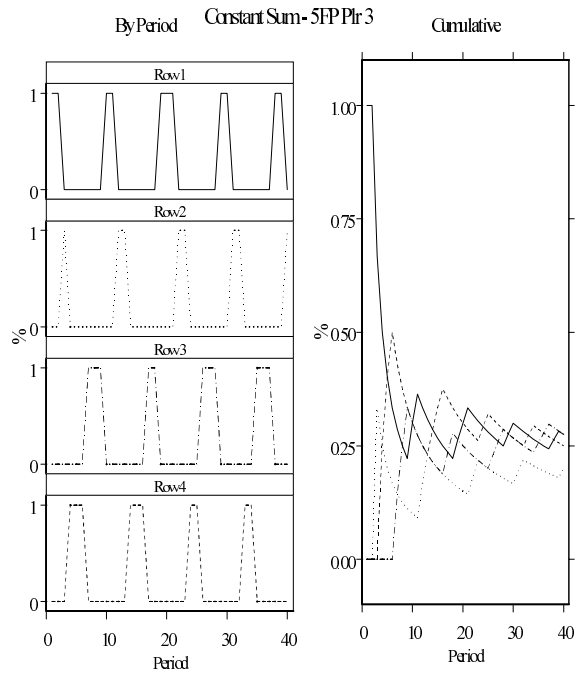 Constant Sum - 5FP Plr 3
By Period
Cumulative
Row1
1
0
Row2
1
0
Row3
1
0
Row4
1
0
%
0 10 20 30 40
Period
1.00
0.75
0.50
0.25
0.00
%
0 10 20 30 40
Period